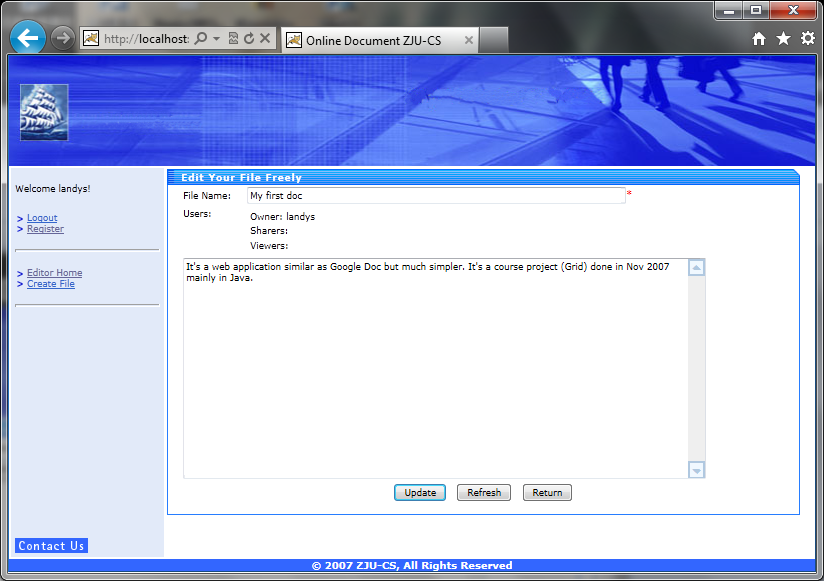 http://localhost:
Online Document ZJU-CS
Welcome landys!
> Logout
> Register
> Editor Home
> Create File
Contact Us
Edit Your File Freely
File Name: My first doc *
Users: Owner: landys
Sharers:
Viewers:
It's a web application similar as Google Doc but much simpler. It's a course project (Grid) done in Nov 2007
mainly in Java.
Update Refresh Return
© 2007 ZJU-CS, All Rights Reserved